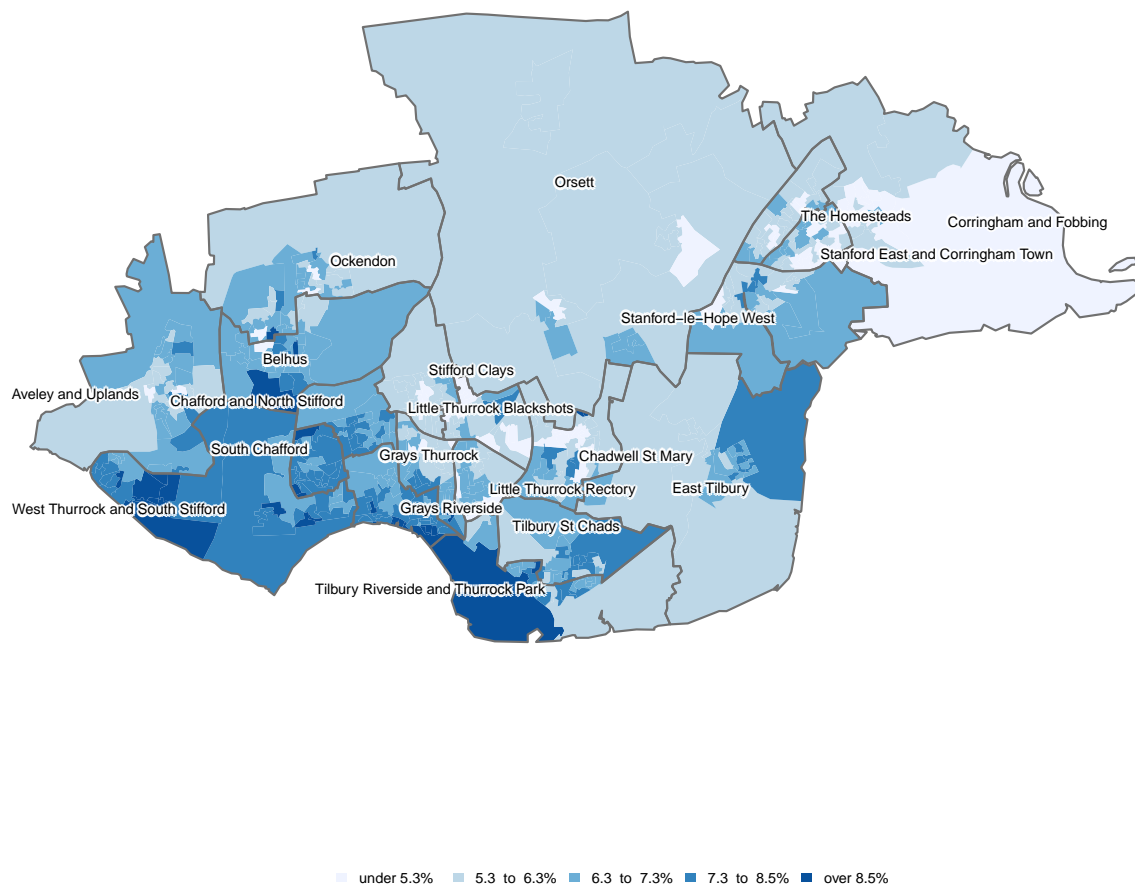 Orsett
The Homesteads
Corringham and Fobbing
Stanford East and Corringham Town
Ockendon
Stanford−le−Hope West
Belhus
Stifford Clays
Aveley and Uplands
Chafford and North Stifford
Little Thurrock Blackshots
South Chafford
Grays Thurrock
Chadwell St Mary
Little Thurrock Rectory
East Tilbury
West Thurrock and South Stifford
Grays Riverside
Tilbury St Chads
Tilbury Riverside and Thurrock Park
under 5.3% 5.3 to 6.3% 6.3 to 7.3% 7.3 to 8.5% over 8.5%